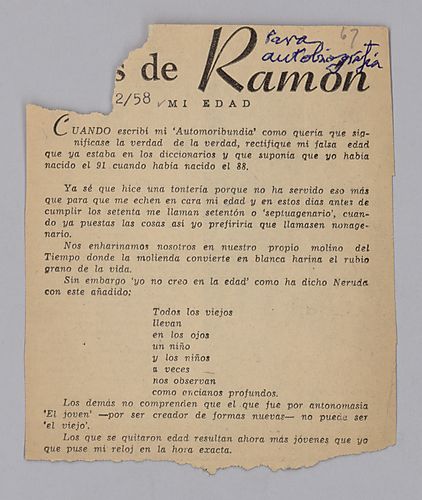 para 67
autobiografía
s de Ramón
2/58
MI EDAD
CUANDO escribí mi 'Automoribundia' como quería que sig-
nificase la verdad de la verdad, rectifiqué mi falsa edad
que ya estaba en los diccionarios y que suponía que yo había
nacido el 91 cuando había nacido el 88.
Ya sé que hice una tontería porque no ha servido eso más
que para que me echen en cara mi edad y en estos días antes de
cumplir los setenta me llaman setentón o 'septuagenario', cuan-
do ya puestas las cosas así yo prefiriría que llamasen nonage-
nario.
Nos enharinamos nosotros en nuestro propio molino del
Tiempo donde la molienda convierte en blanca harina el rubio
grano de la vida.
Sin embargo 'yo no creo en la edad' como ha dicho Neruda
con este añadido:
Todos los viejos
llevan
en los ojos
un niño
y los niños
a veces
nos observan
como ancianos profundos.
Los demás no comprenden que el que fue por antonomasia
'El joven' —por ser creador de formas nuevas— no puede ser
'el viejo'.
Los que se quitaron edad resultan ahora más jóvenes que yo
que puse mi reloj en la hora exacta.